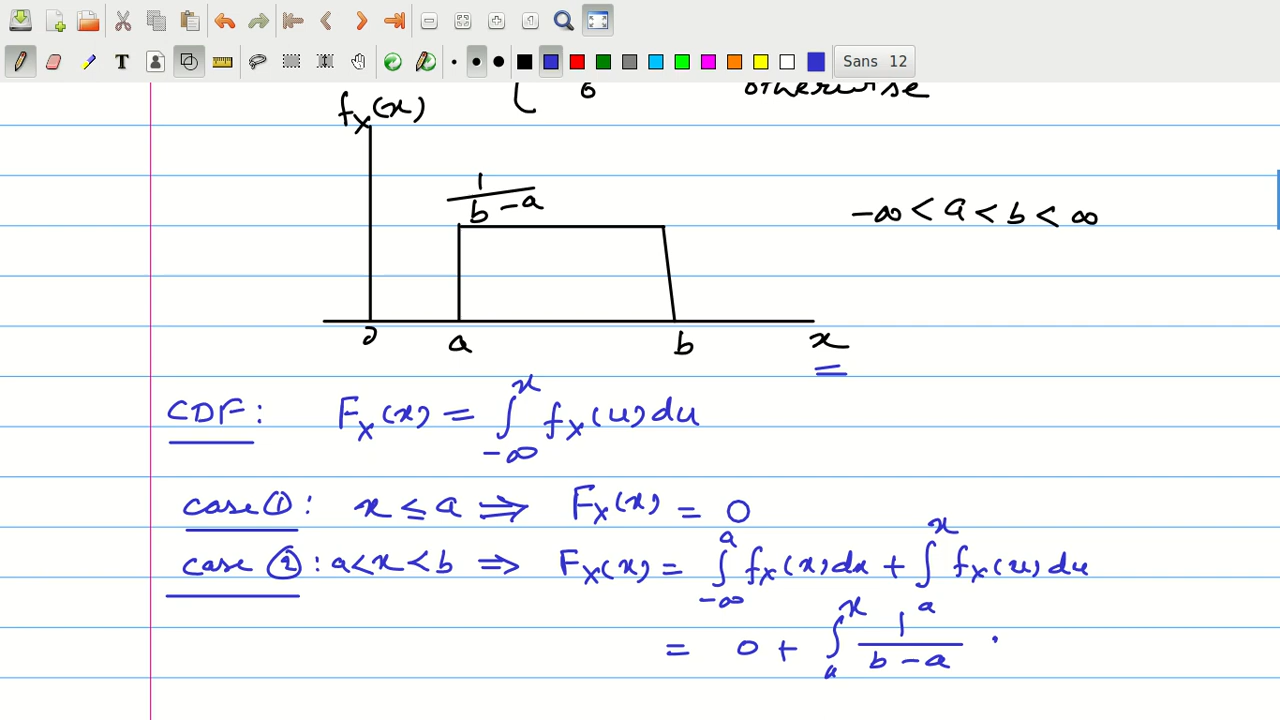 Sans 12
0 otherwise
fX(x)
1/(b-a)
-∞ < a < b < ∞
0 a b x
CDF: FX(x) = ∫_{-∞}^{x} fX(u) du
case ①: x ≤ a ⇒ FX(x) = 0
case ②: a<x<b ⇒ FX(x) = ∫_{-∞}^{a} fX(x) dx + ∫_{a}^{x} fX(u) du
= 0 + ∫_{a}^{x} 1/(b-a)